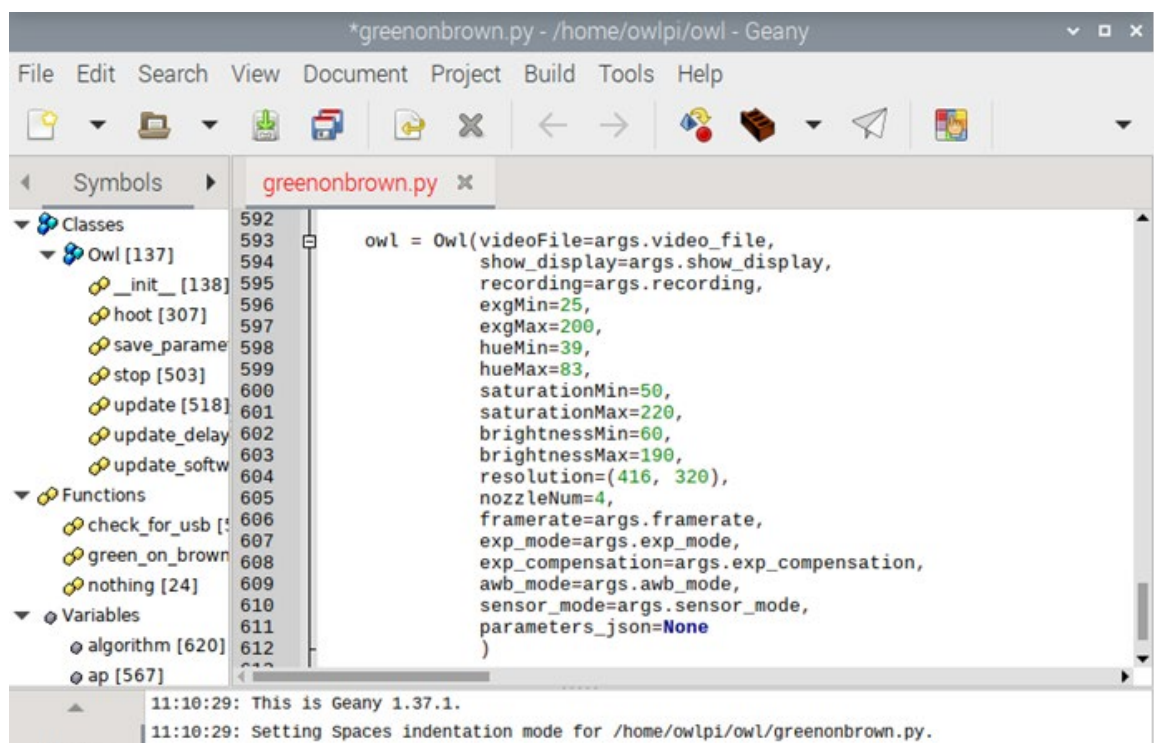 *greenonbrown.py - /home/owlpi/owl - Geany
File Edit Search View Document Project Build Tools Help
Symbols
greenonbrown.py
Classes
Owl [137]
__init__ [138]
hoot [307]
save_parame
stop [503]
update [518]
update_delay
update_softw
Functions
check_for_usb [
green_on_brown
nothing [24]
Variables
algorithm [620]
ap [567]
592
593 owl = Owl(videoFile=args.video_file,
594 show_display=args.show_display,
595 recording=args.recording,
596 exgMin=25,
597 exgMax=200,
598 hueMin=39,
599 hueMax=83,
600 saturationMin=50,
601 saturationMax=220,
602 brightnessMin=60,
603 brightnessMax=190,
604 resolution=(416, 320),
605 nozzleNum=4,
606 framerate=args.framerate,
607 exp_mode=args.exp_mode,
608 exp_compensation=args.exp_compensation,
609 awb_mode=args.awb_mode,
610 sensor_mode=args.sensor_mode,
611 parameters_json=None
612 )
11:10:29: This is Geany 1.37.1.
11:10:29: Setting Spaces indentation mode for /home/owlpi/owl/greenonbrown.py.